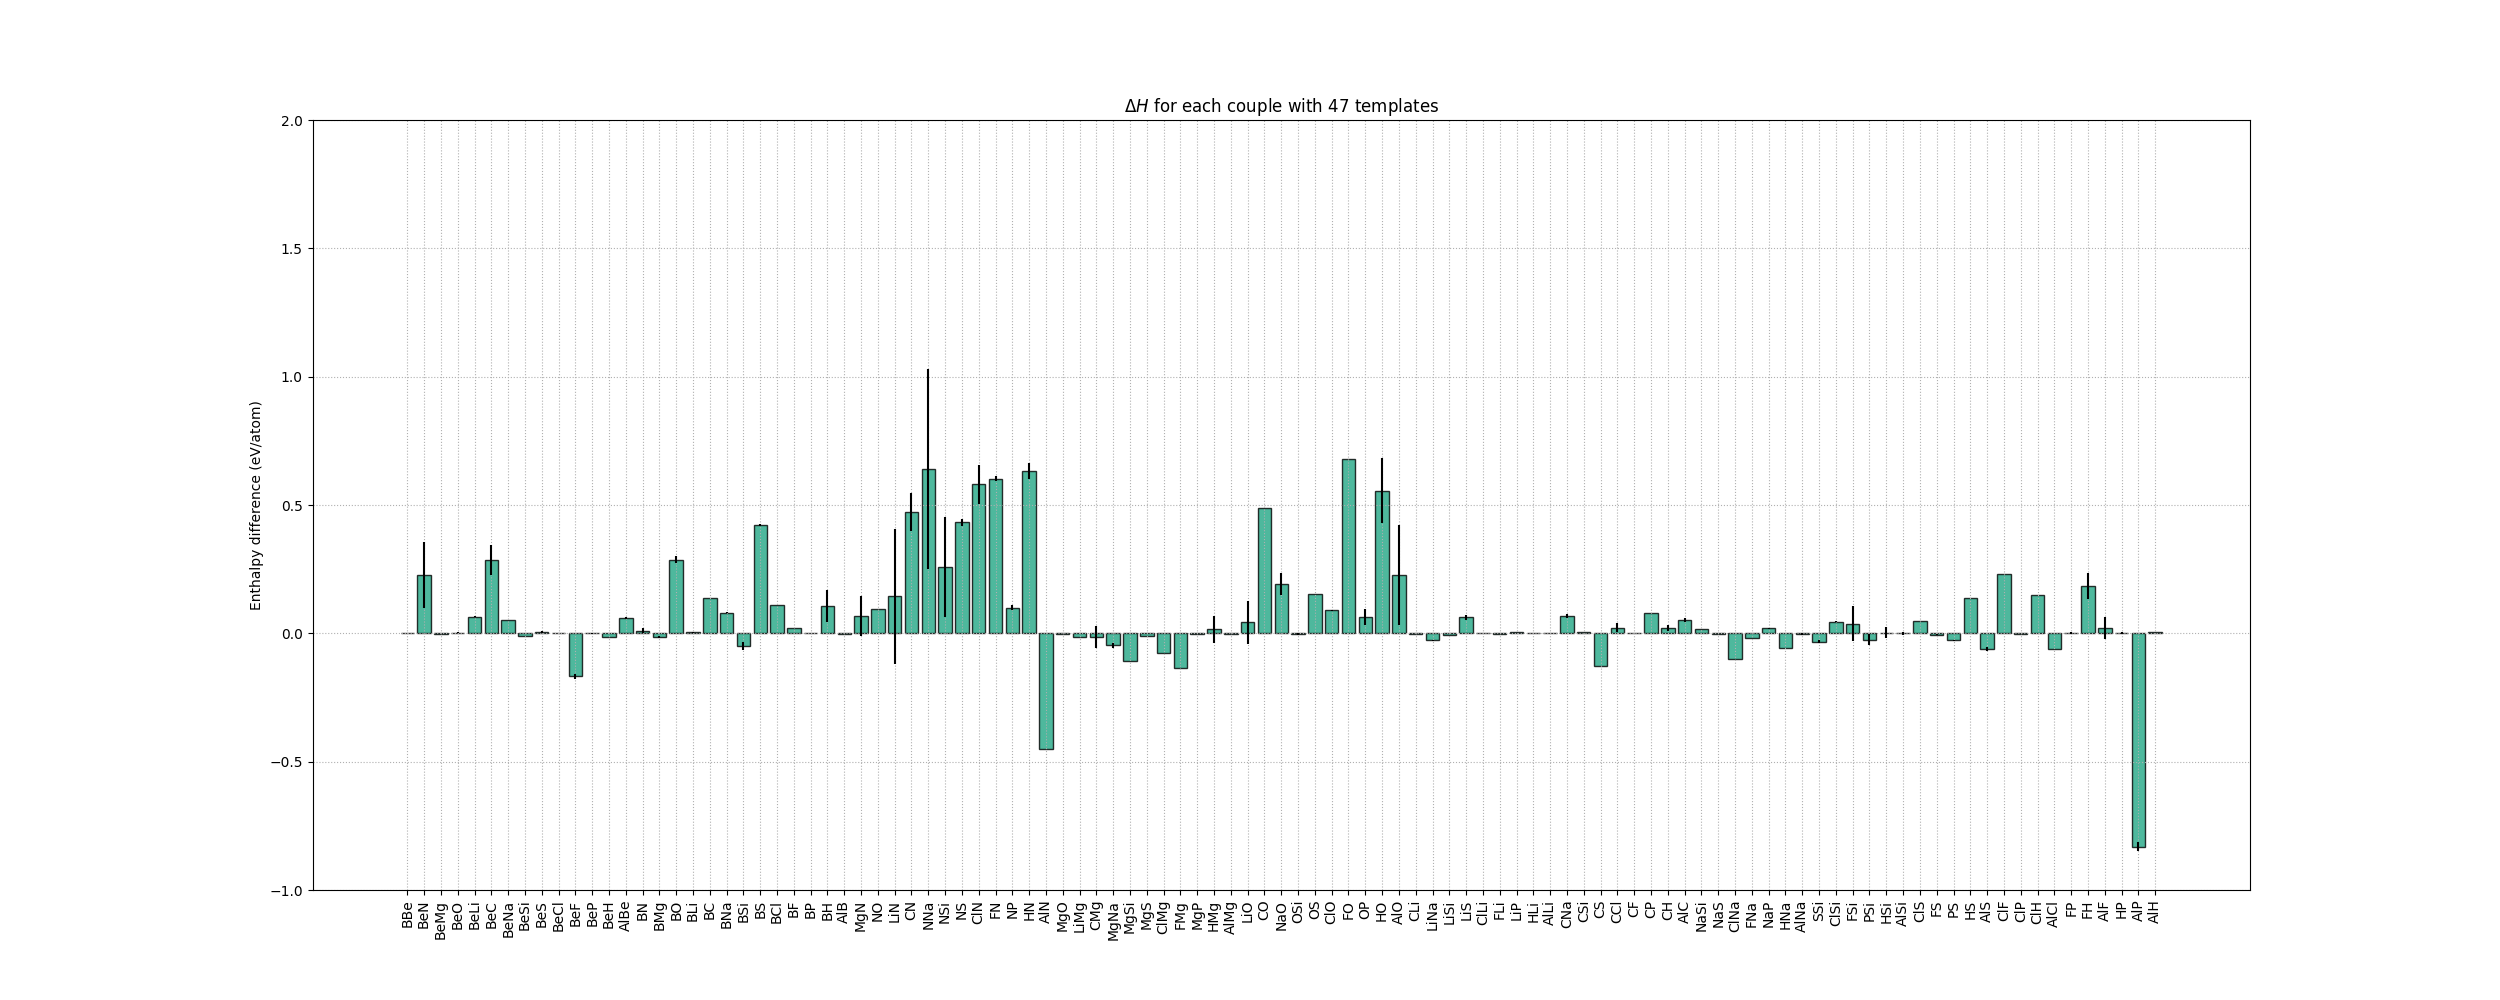 ΔH for each couple with 47 templates
Enthalpy difference (eV/atom)
2.0
1.5
1.0
0.5
0.0
−0.5
−1.0
BBe
BeN
BeMg
BeO
BeLi
BeC
BeNa
BeSi
BeS
BeCl
BeF
BeP
BeH
AlBe
BN
BMg
BO
BLi
BC
BNa
BSi
BS
BCl
BF
BP
BH
AlB
MgN
NO
LiN
CN
NNa
NSi
NS
ClN
FN
NP
HN
AlN
MgO
LiMg
CMg
MgNa
MgSi
MgS
ClMg
FMg
MgP
HMg
AlMg
LiO
CO
NaO
OSi
OS
ClO
FO
OP
HO
AlO
CLi
LiNa
LiSi
LiS
ClLi
FLi
LiP
HLi
AlLi
CNa
CSi
CS
CCl
CF
CP
CH
AlC
NaSi
NaS
ClNa
FNa
NaP
HNa
AlNa
SSi
ClSi
FSi
PSi
HSi
AlSi
ClS
FS
PS
HS
AlS
ClF
ClP
ClH
AlCl
FP
FH
AlF
HP
AlP
AlH